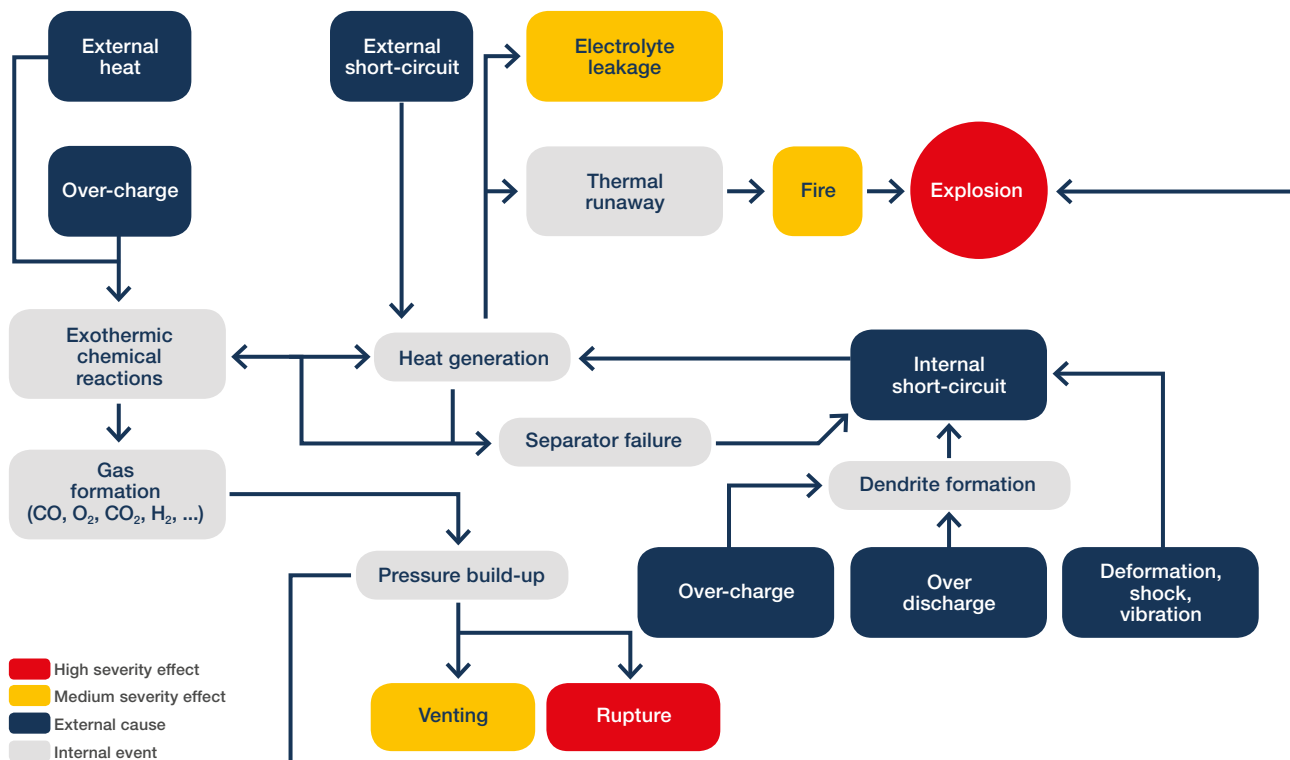 External
heat
External
short-circuit
Electrolyte
leakage
Over-charge
Thermal
runaway
Fire
Explosion
Exothermic
chemical
reactions
Heat generation
Internal
short-circuit
Separator failure
Gas
formation
(CO, O₂, CO₂, H₂, ...)
Dendrite formation
Pressure build-up
Over-charge
Over
discharge
Deformation,
shock,
vibration
Venting
Rupture
High severity effect
Medium severity effect
External cause
Internal event